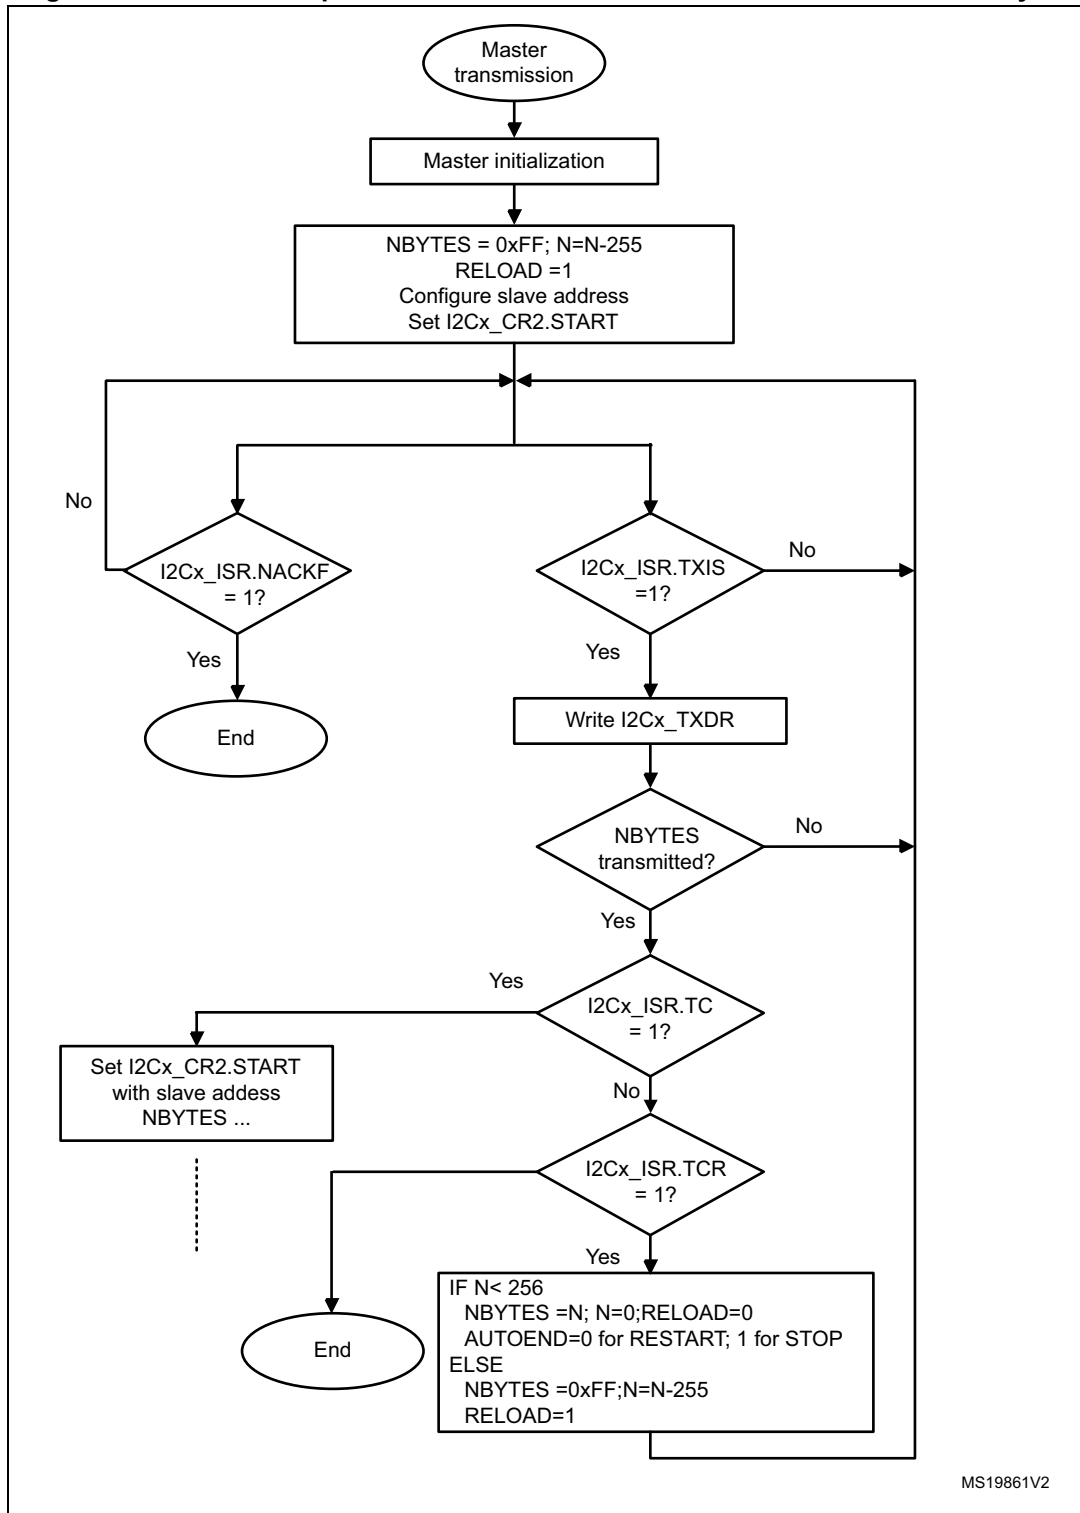 Master
transmission
Master initialization
NBYTES = 0xFF; N=N-255
RELOAD =1
Configure slave address
Set I2Cx_CR2.START
No
I2Cx_ISR.NACKF
= 1?
Yes
End
I2Cx_ISR.TXIS
=1?
No
Yes
Write I2Cx_TXDR
NBYTES
transmitted?
No
Yes
I2Cx_ISR.TC
= 1?
Yes
Set I2Cx_CR2.START
with slave addess
NBYTES ...
No
I2Cx_ISR.TCR
= 1?
Yes
End
IF N< 256
NBYTES =N; N=0;RELOAD=0
AUTOEND=0 for RESTART; 1 for STOP
ELSE
NBYTES =0xFF;N=N-255
RELOAD=1
MS19861V2